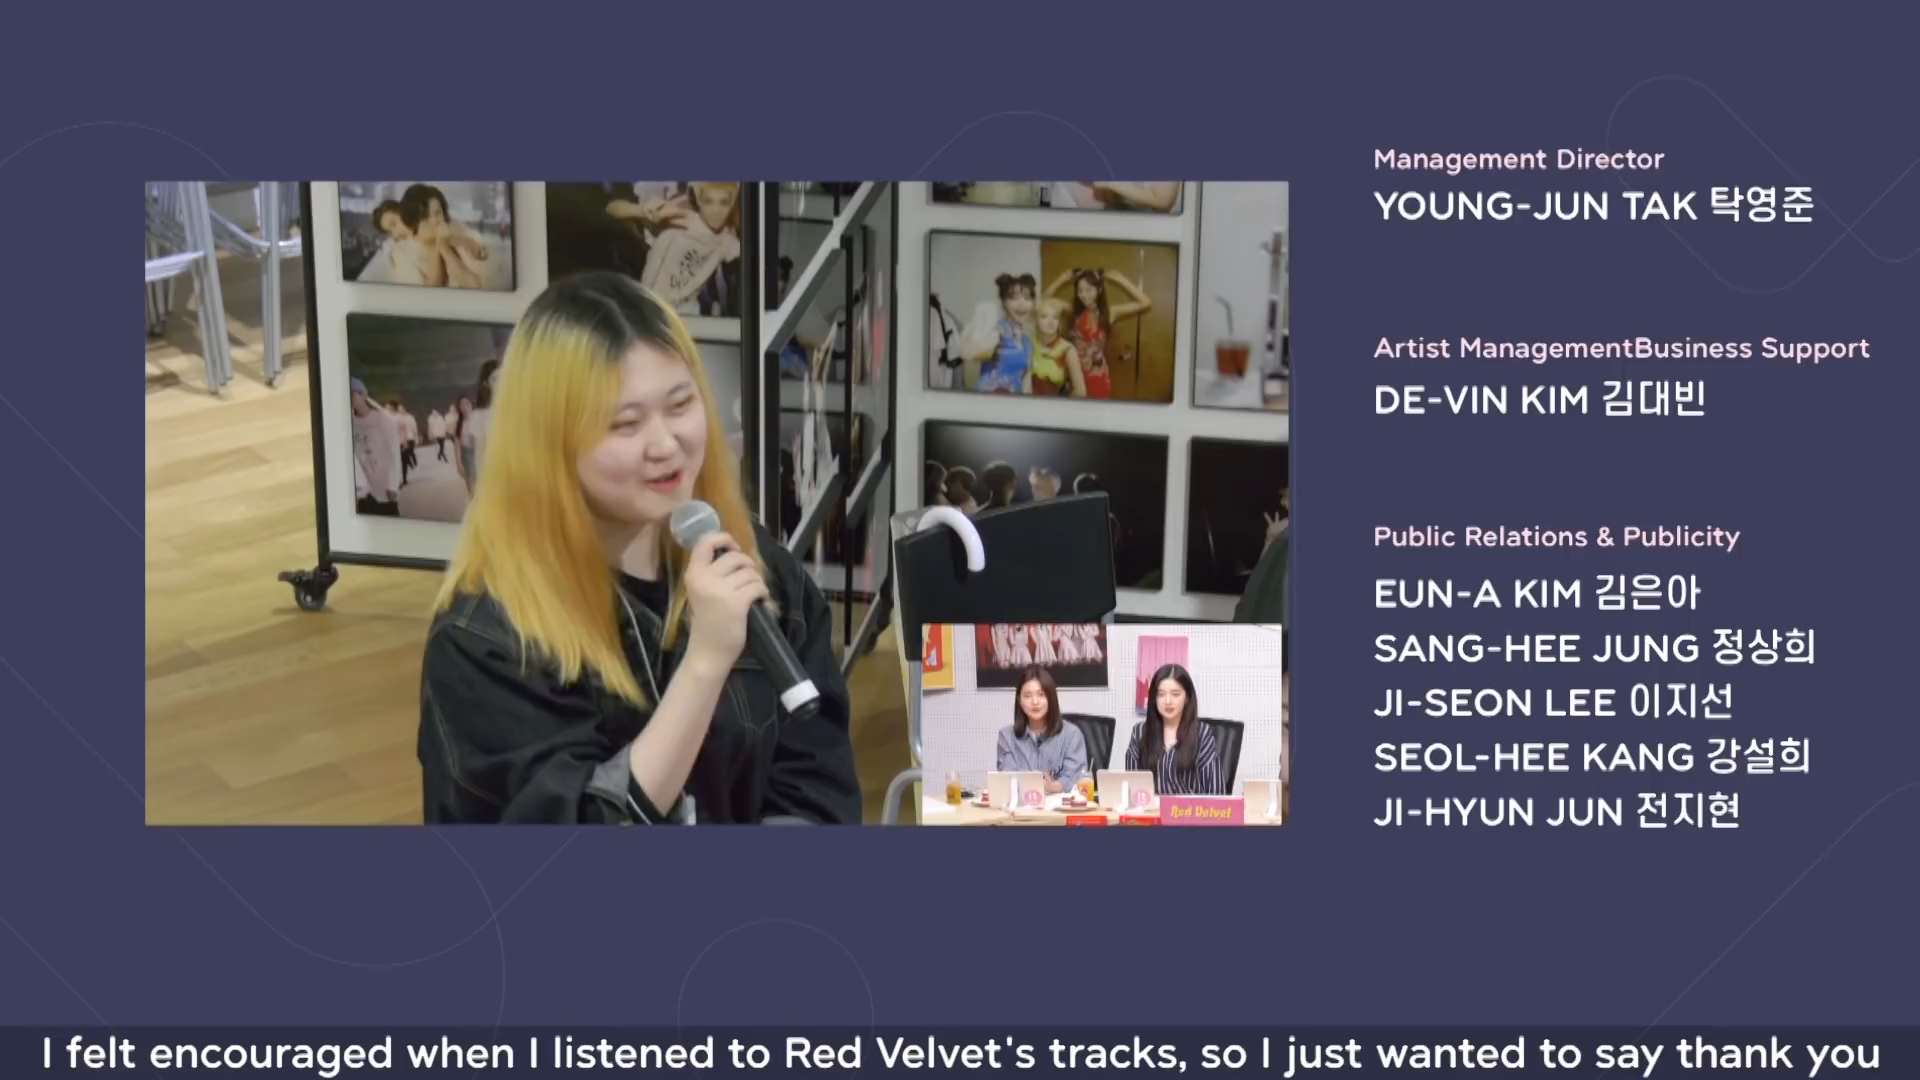 Management Director
YOUNG-JUN TAK 탁영준
Artist ManagementBusiness Support
DE-VIN KIM 김대빈
Public Relations & Publicity
EUN-A KIM 김은아
SANG-HEE JUNG 정상희
JI-SEON LEE 이지선
SEOL-HEE KANG 강설희
JI-HYUN JUN 전지현
Red Velvet
I felt encouraged when I listened to Red Velvet's tracks, so I just wanted to say thank you